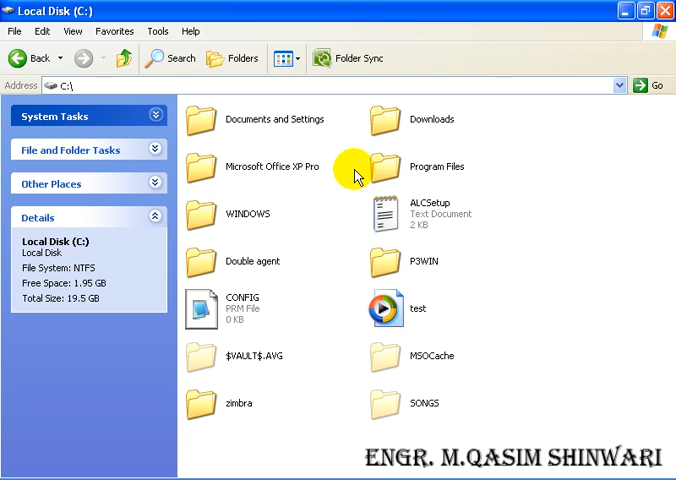 Local Disk (C:)
File Edit View Favorites Tools Help
Back Search Folders Folder Sync
Address C:\ Go
System Tasks
File and Folder Tasks
Other Places
Details
Local Disk (C:)
Local Disk
File System: NTFS
Free Space: 1.95 GB
Total Size: 19.5 GB
Documents and Settings
Downloads
Microsoft Office XP Pro
Program Files
WINDOWS
ALCSetup
Text Document
2 KB
Double agent
P3WIN
CONFIG
PRM File
0 KB
test
$VAULT$.AVG
MSOCache
zimbra
SONGS
ENGR. M.QASIM SHINWARI